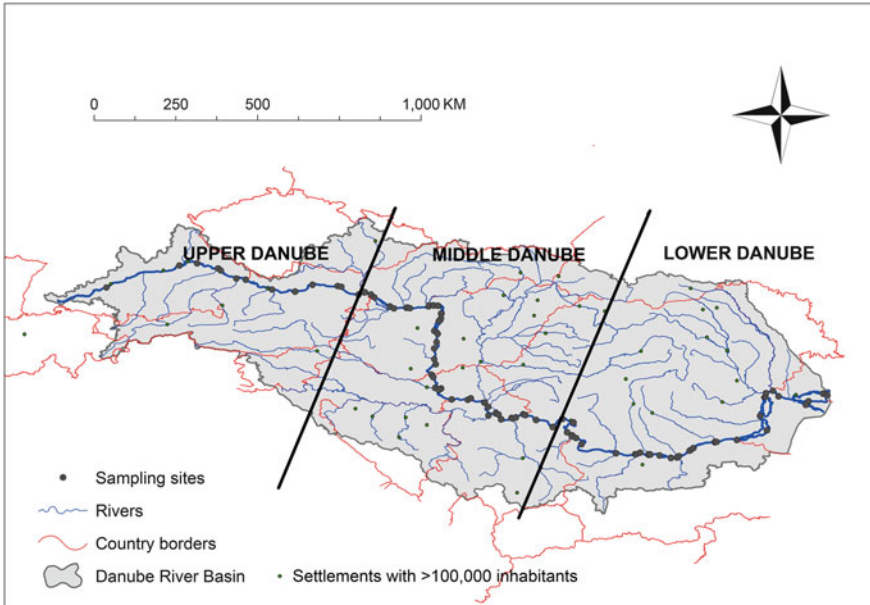 0 250 500 1,000 KM
UPPER DANUBE MIDDLE DANUBE LOWER DANUBE
Sampling sites
Rivers
Country borders
Danube River Basin Settlements with >100,000 inhabitants